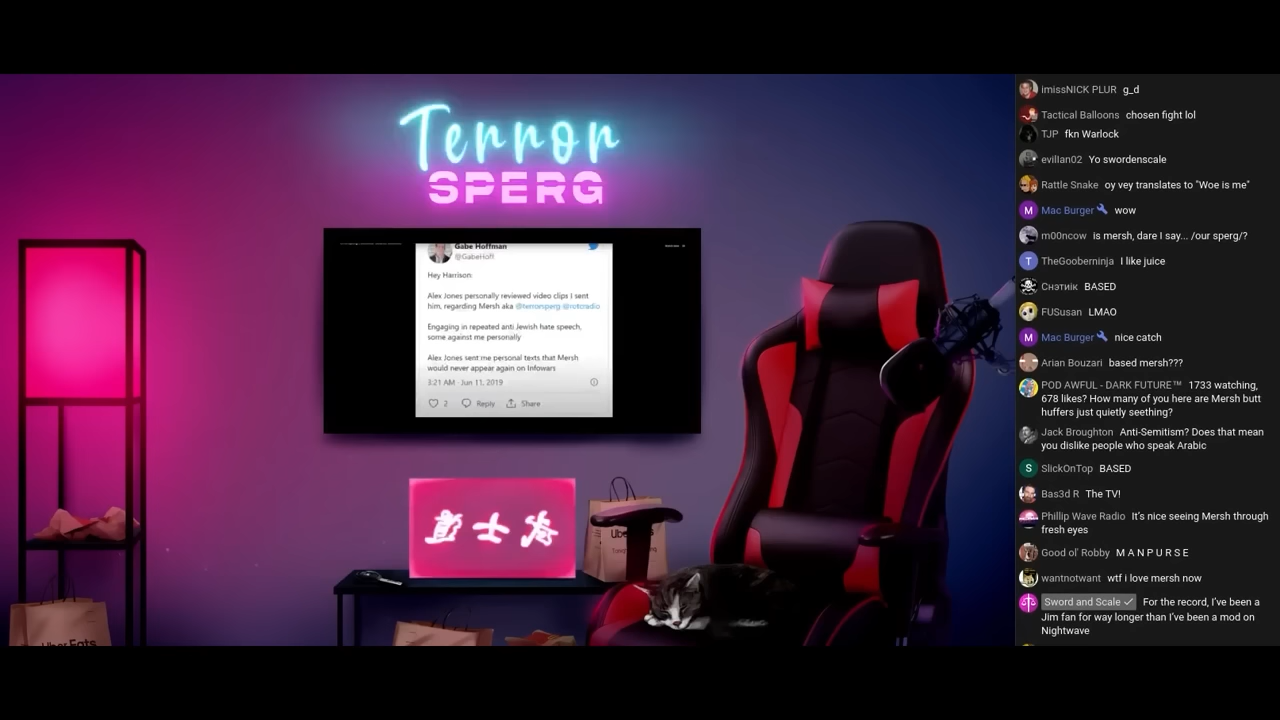 Terror
SPERG
Gabe Hoffman
@GabeHoff
Hey Harrison:
Alex Jones personally reviewed video clips I sent
him, regarding Mersh aka @terrorsperg @rotcradio
Engaging in repeated anti Jewish hate speech,
some against me personally
Alex Jones sent me personal texts that Mersh
would never appear again on Infowars
3:21 AM · Jun 11, 2019
2 Reply Share
Uber Eats
imissNICK PLUR g_d
Tactical Balloons chosen fight lol
TJP fkn Warlock
evilIan02 Yo swordenscale
Rattle Snake oy vey translates to "Woe is me"
M Mac Burger wow
m00ncow is mersh, dare I say... /our sperg/?
T TheGooberninja I like juice
Снэтиік BASED
FUSusan LMAO
M Mac Burger nice catch
Arian Bouzari based mersh???
POD AWFUL - DARK FUTURE™ 1733 watching,
678 likes? How many of you here are Mersh butt
huffers just quietly seething?
Jack Broughton Anti-Semitism? Does that mean
you dislike people who speak Arabic
S SlickOnTop BASED
Bas3d R The TV!
Phillip Wave Radio It's nice seeing Mersh through
fresh eyes
Good ol' Robby M A N P U R S E
wantnotwant wtf i love mersh now
Sword and Scale For the record, I've been a
Jim fan for way longer than I've been a mod on
Nightwave